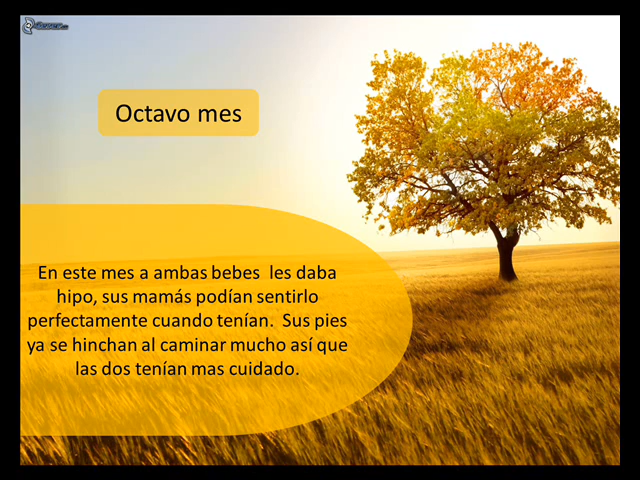 Octavo mes
En este mes a ambas bebes les daba
hipo, sus mamás podían sentirlo
perfectamente cuando tenían. Sus pies
ya se hinchan al caminar mucho así que
las dos tenían mas cuidado.